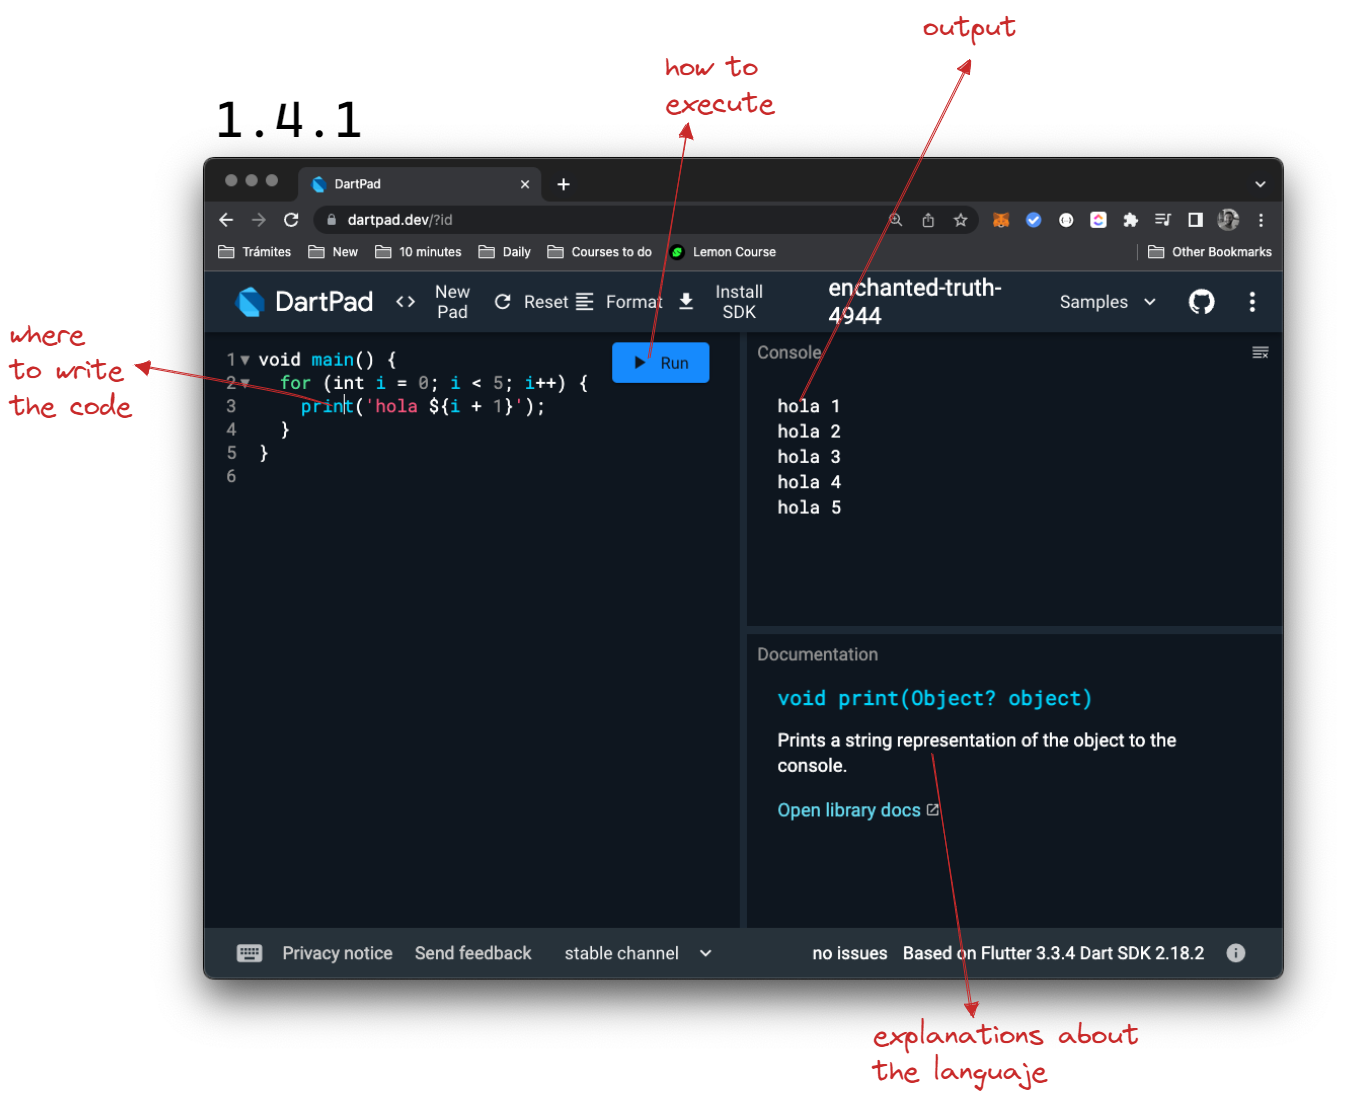 output
how to
execute
1.4.1
DartPad
dartpad.dev/?id
Trámites New 10 minutes Daily Courses to do Lemon Course Other Bookmarks
DartPad <> New Pad Reset Format Install SDK enchanted-truth-4944 Samples
where
to write
the code
1 void main() {
2 for (int i = 0; i < 5; i++) {
3 print('hola ${i + 1}');
4 }
5 }
6
Run
Console
hola 1
hola 2
hola 3
hola 4
hola 5
Documentation
void print(Object? object)
Prints a string representation of the object to the
console.
Open library docs
Privacy notice Send feedback stable channel no issues Based on Flutter 3.3.4 Dart SDK 2.18.2
explanations about
the languaje